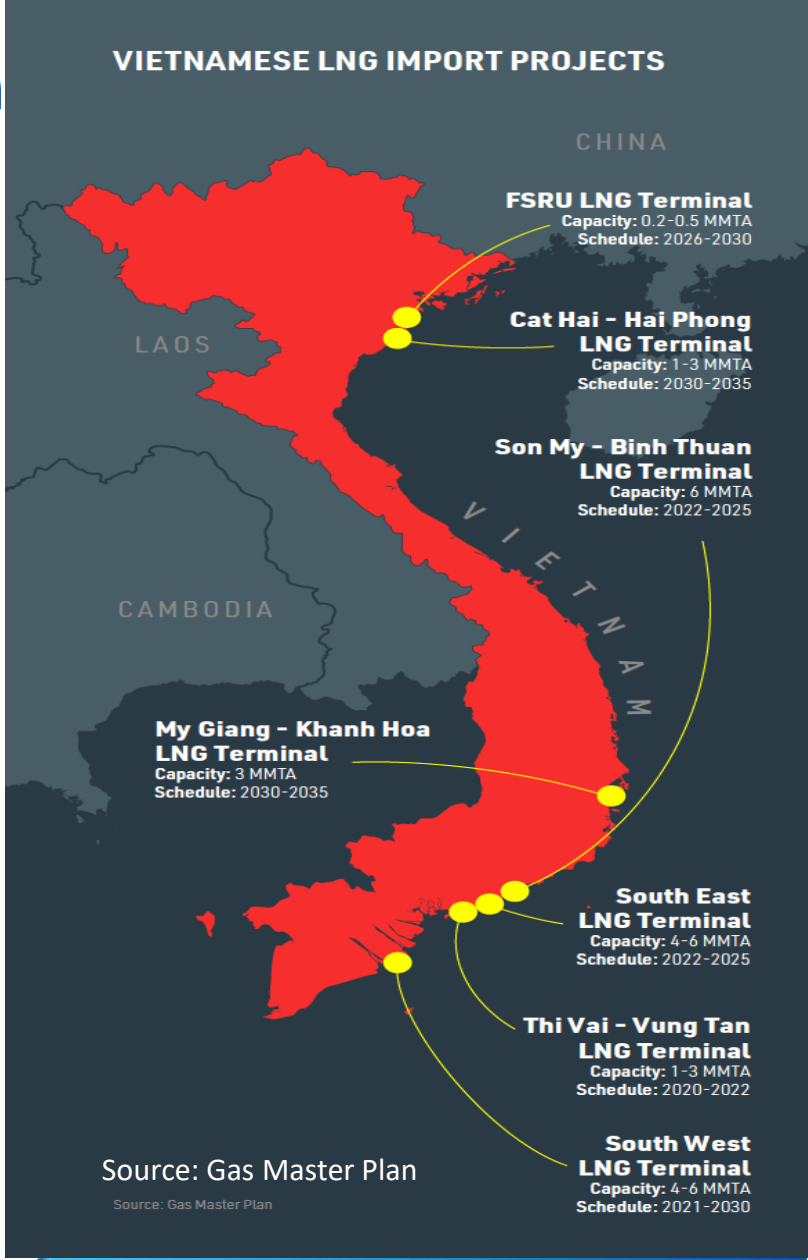 VIETNAMESE LNG IMPORT PROJECTS
CHINA
FSRU LNG Terminal
Capacity: 0.2-0.5 MMTA
Schedule: 2026-2030
Cat Hai - Hai Phong
LNG Terminal
Capacity: 1-3 MMTA
Schedule: 2030-2035
LAOS
Son My - Binh Thuan
LNG Terminal
Capacity: 6 MMTA
Schedule: 2022-2025
VIETNAM
CAMBODIA
My Giang - Khanh Hoa
LNG Terminal
Capacity: 3 MMTA
Schedule: 2030-2035
South East
LNG Terminal
Capacity: 4-6 MMTA
Schedule: 2022-2025
Thi Vai - Vung Tan
LNG Terminal
Capacity: 1-3 MMTA
Schedule: 2020-2022
South West
LNG Terminal
Capacity: 4-6 MMTA
Schedule: 2021-2030
Source: Gas Master Plan
Source: Gas Master Plan